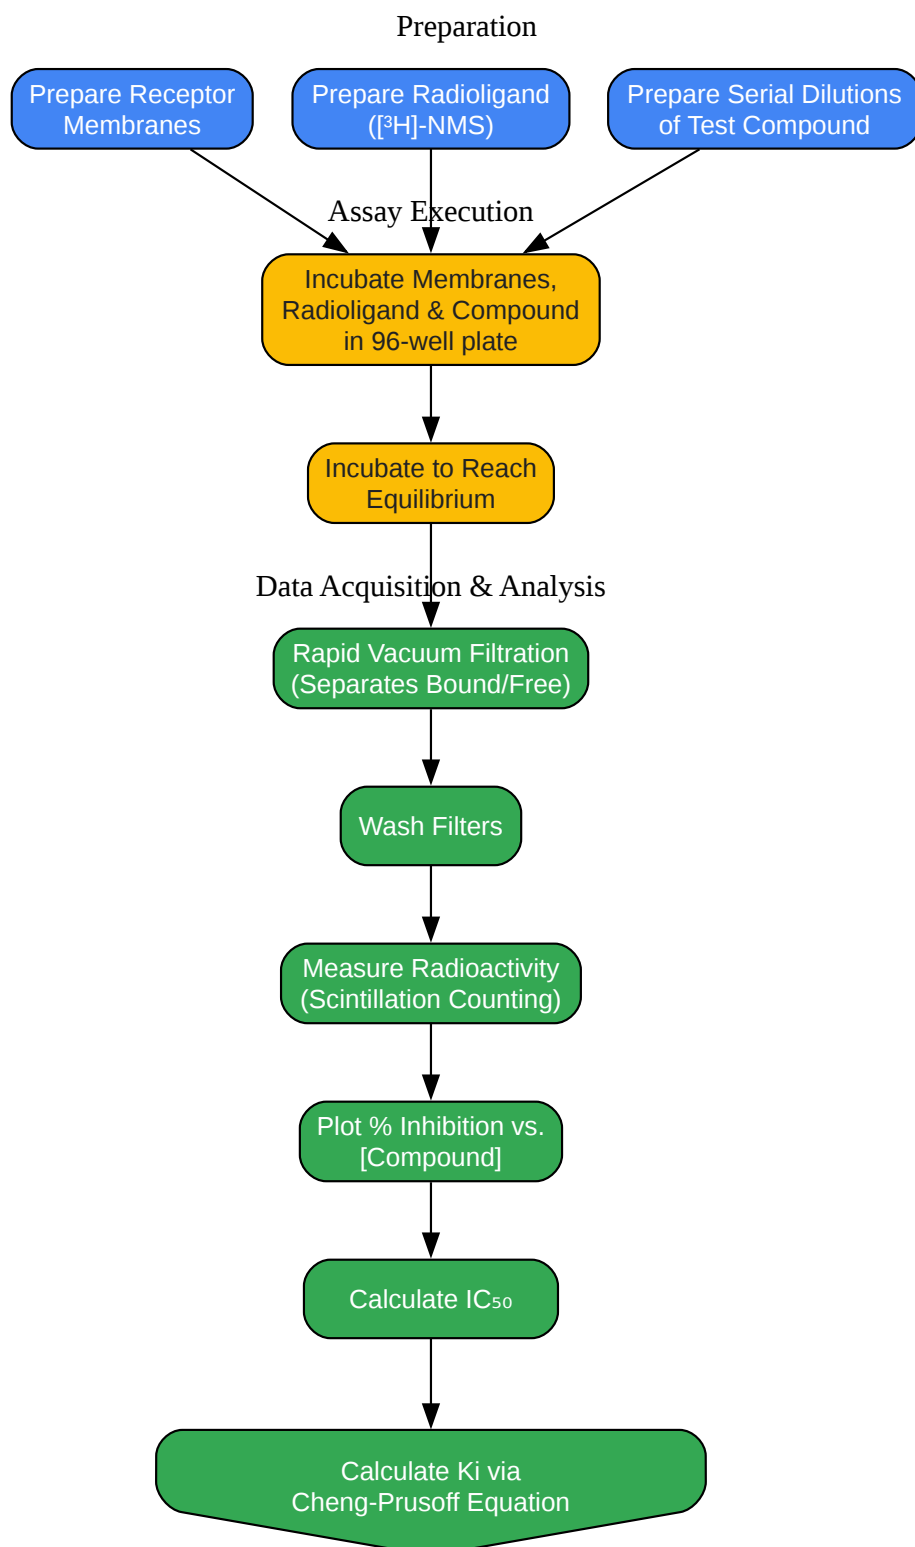 Preparation
Prepare Receptor
Membranes
Prepare Radioligand
([³H]-NMS)
Prepare Serial Dilutions
of Test Compound
Assay Execution
Incubate Membranes,
Radioligand & Compound
in 96-well plate
Incubate to Reach
Equilibrium
Data Acquisition & Analysis
Rapid Vacuum Filtration
(Separates Bound/Free)
Wash Filters
Measure Radioactivity
(Scintillation Counting)
Plot % Inhibition vs.
[Compound]
Calculate IC₅₀
Calculate Ki via
Cheng-Prusoff Equation